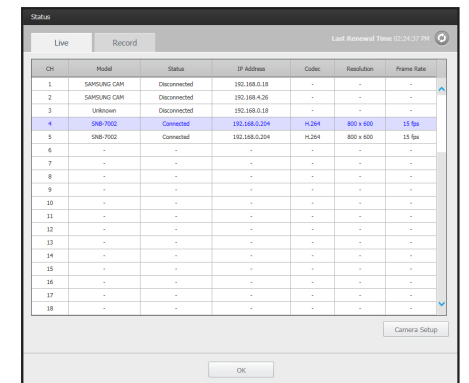 Status
Live Record Last Renewal Time 02:24:37 PM
CH Model Status IP Address Codec Resolution Frame Rate
1 SAMSUNG CAM Disconnected 192.168.0.18 - - -
2 SAMSUNG CAM Disconnected 192.168.4.26 - - -
3 Unknown Disconnected 192.168.0.18 - - -
4 SNB-7002 Connected 192.168.0.204 H.264 800 x 600 15 fps
5 SNB-7002 Connected 192.168.0.204 H.264 800 x 600 15 fps
6 - - - - - -
7 - - - - - -
8 - - - - - -
9 - - - - - -
10 - - - - - -
11 - - - - - -
12 - - - - - -
13 - - - - - -
14 - - - - - -
15 - - - - - -
16 - - - - - -
17 - - - - - -
18 - - - - - -
Camera Setup
OK